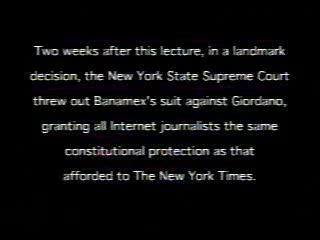 Two weeks after this lecture, in a landmark
decision, the New York State Supreme Court
threw out Banamex's suit against Giordano,
granting all Internet journalists the same
constitutional protection as that
afforded to The New York Times.